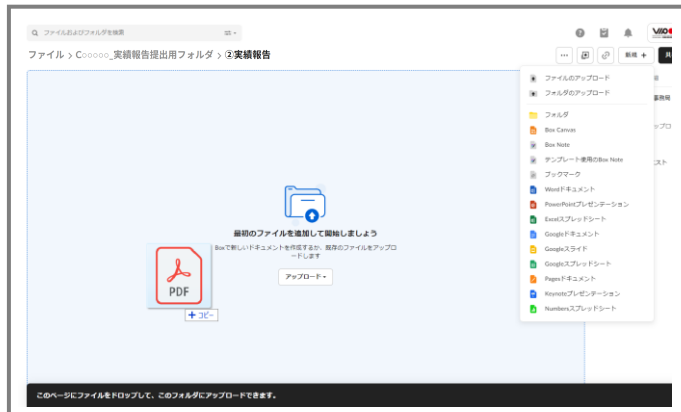 ファイルおよびフォルダを検索
VAIO
ファイル > C○○○○○_実績報告提出用フォルダ > ②実績報告
新規 +
ファイルのアップロード
フォルダのアップロード
フォルダ
Box Canvas
Box Note
テンプレート使用のBox Note
ブックマーク
Wordドキュメント
PowerPointプレゼンテーション
Excelスプレッドシート
Googleドキュメント
Googleスライド
Googleスプレッドシート
Pagesドキュメント
Keynoteプレゼンテーション
Numbersスプレッドシート
事務局
最初のファイルを追加して開始しましょう
Boxで新しいドキュメントを作成するか、既存のファイルをアップロ
ードします
アップロード
PDF
+ コピー
このページにファイルをドロップして、このフォルダにアップロードできます。